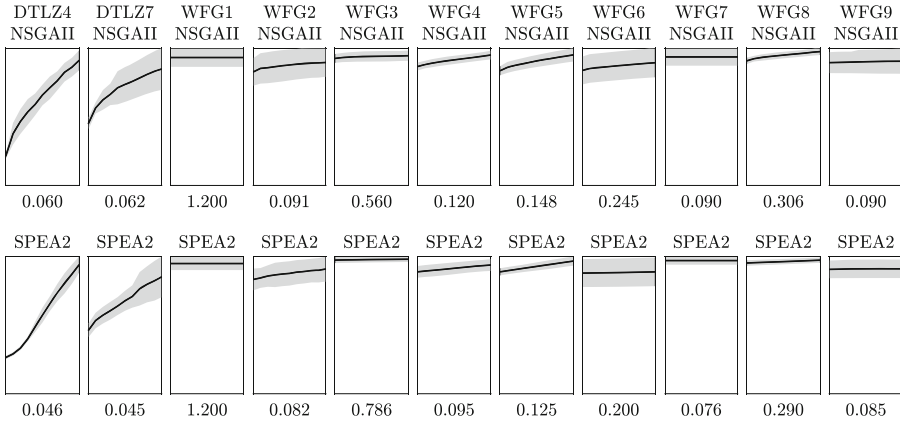 DTLZ4 DTLZ7 WFG1 WFG2 WFG3 WFG4 WFG5 WFG6 WFG7 WFG8 WFG9
NSGAII NSGAII NSGAII NSGAII NSGAII NSGAII NSGAII NSGAII NSGAII NSGAII NSGAII
0.060 0.062 1.200 0.091 0.560 0.120 0.148 0.245 0.090 0.306 0.090
SPEA2 SPEA2 SPEA2 SPEA2 SPEA2 SPEA2 SPEA2 SPEA2 SPEA2 SPEA2 SPEA2
0.046 0.045 1.200 0.082 0.786 0.095 0.125 0.200 0.076 0.290 0.085